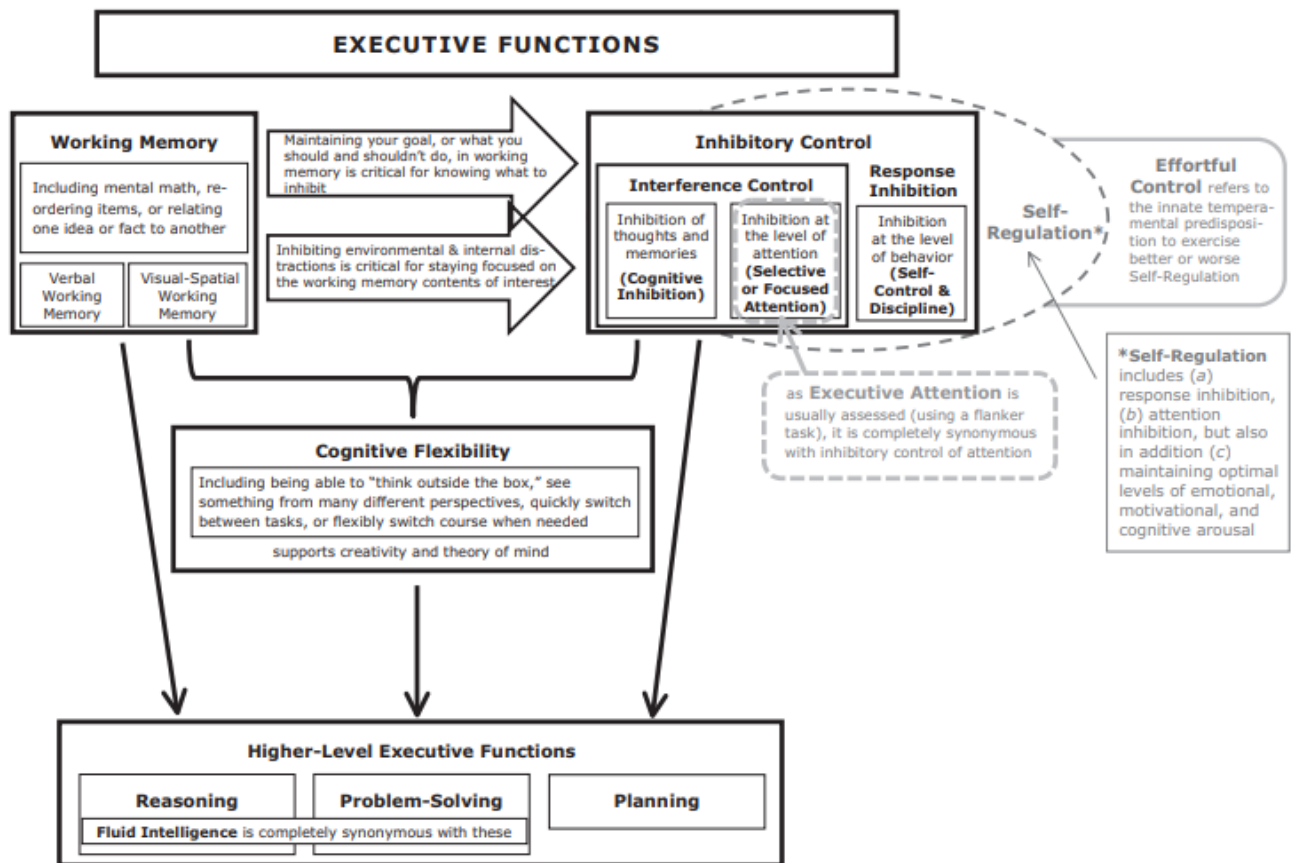 EXECUTIVE FUNCTIONS
Working Memory
Including mental math, re-
ordering items, or relating
one idea or fact to another
Verbal
Working
Memory
Visual-Spatial
Working
Memory
Maintaining your goal, or what you
should and shouldn't do, in working
memory is critical for knowing what to
inhibit
Inhibiting environmental & internal dis-
tractions is critical for staying focused on
the working memory contents of interest
Inhibitory Control
Interference Control
Inhibition of
thoughts and
memories
(Cognitive
Inhibition)
Inhibition at
the level of
attention
(Selective
or Focused
Attention)
Response
Inhibition
Inhibition
at the level
of behavior
(Self-
Control &
Discipline)
Self-
Regulation*
Effortful
Control refers to
the innate tempera-
mental predisposi-
tion to exercise
better or worse
Self-Regulation
*Self-Regulation
includes (a)
response inhibition,
(b) attention
inhibition, but also
in addition (c)
maintaining optimal
levels of emotional,
motivational, and
cognitive arousal
as Executive Attention is
usually assessed (using a flanker
task), it is completely synonymous
with inhibitory control of attention
Cognitive Flexibility
Including being able to "think outside the box," see
something from many different perspectives, quickly switch
between tasks, or flexibly switch course when needed
supports creativity and theory of mind
Higher-Level Executive Functions
Reasoning
Problem-Solving
Planning
Fluid Intelligence is completely synonymous with these